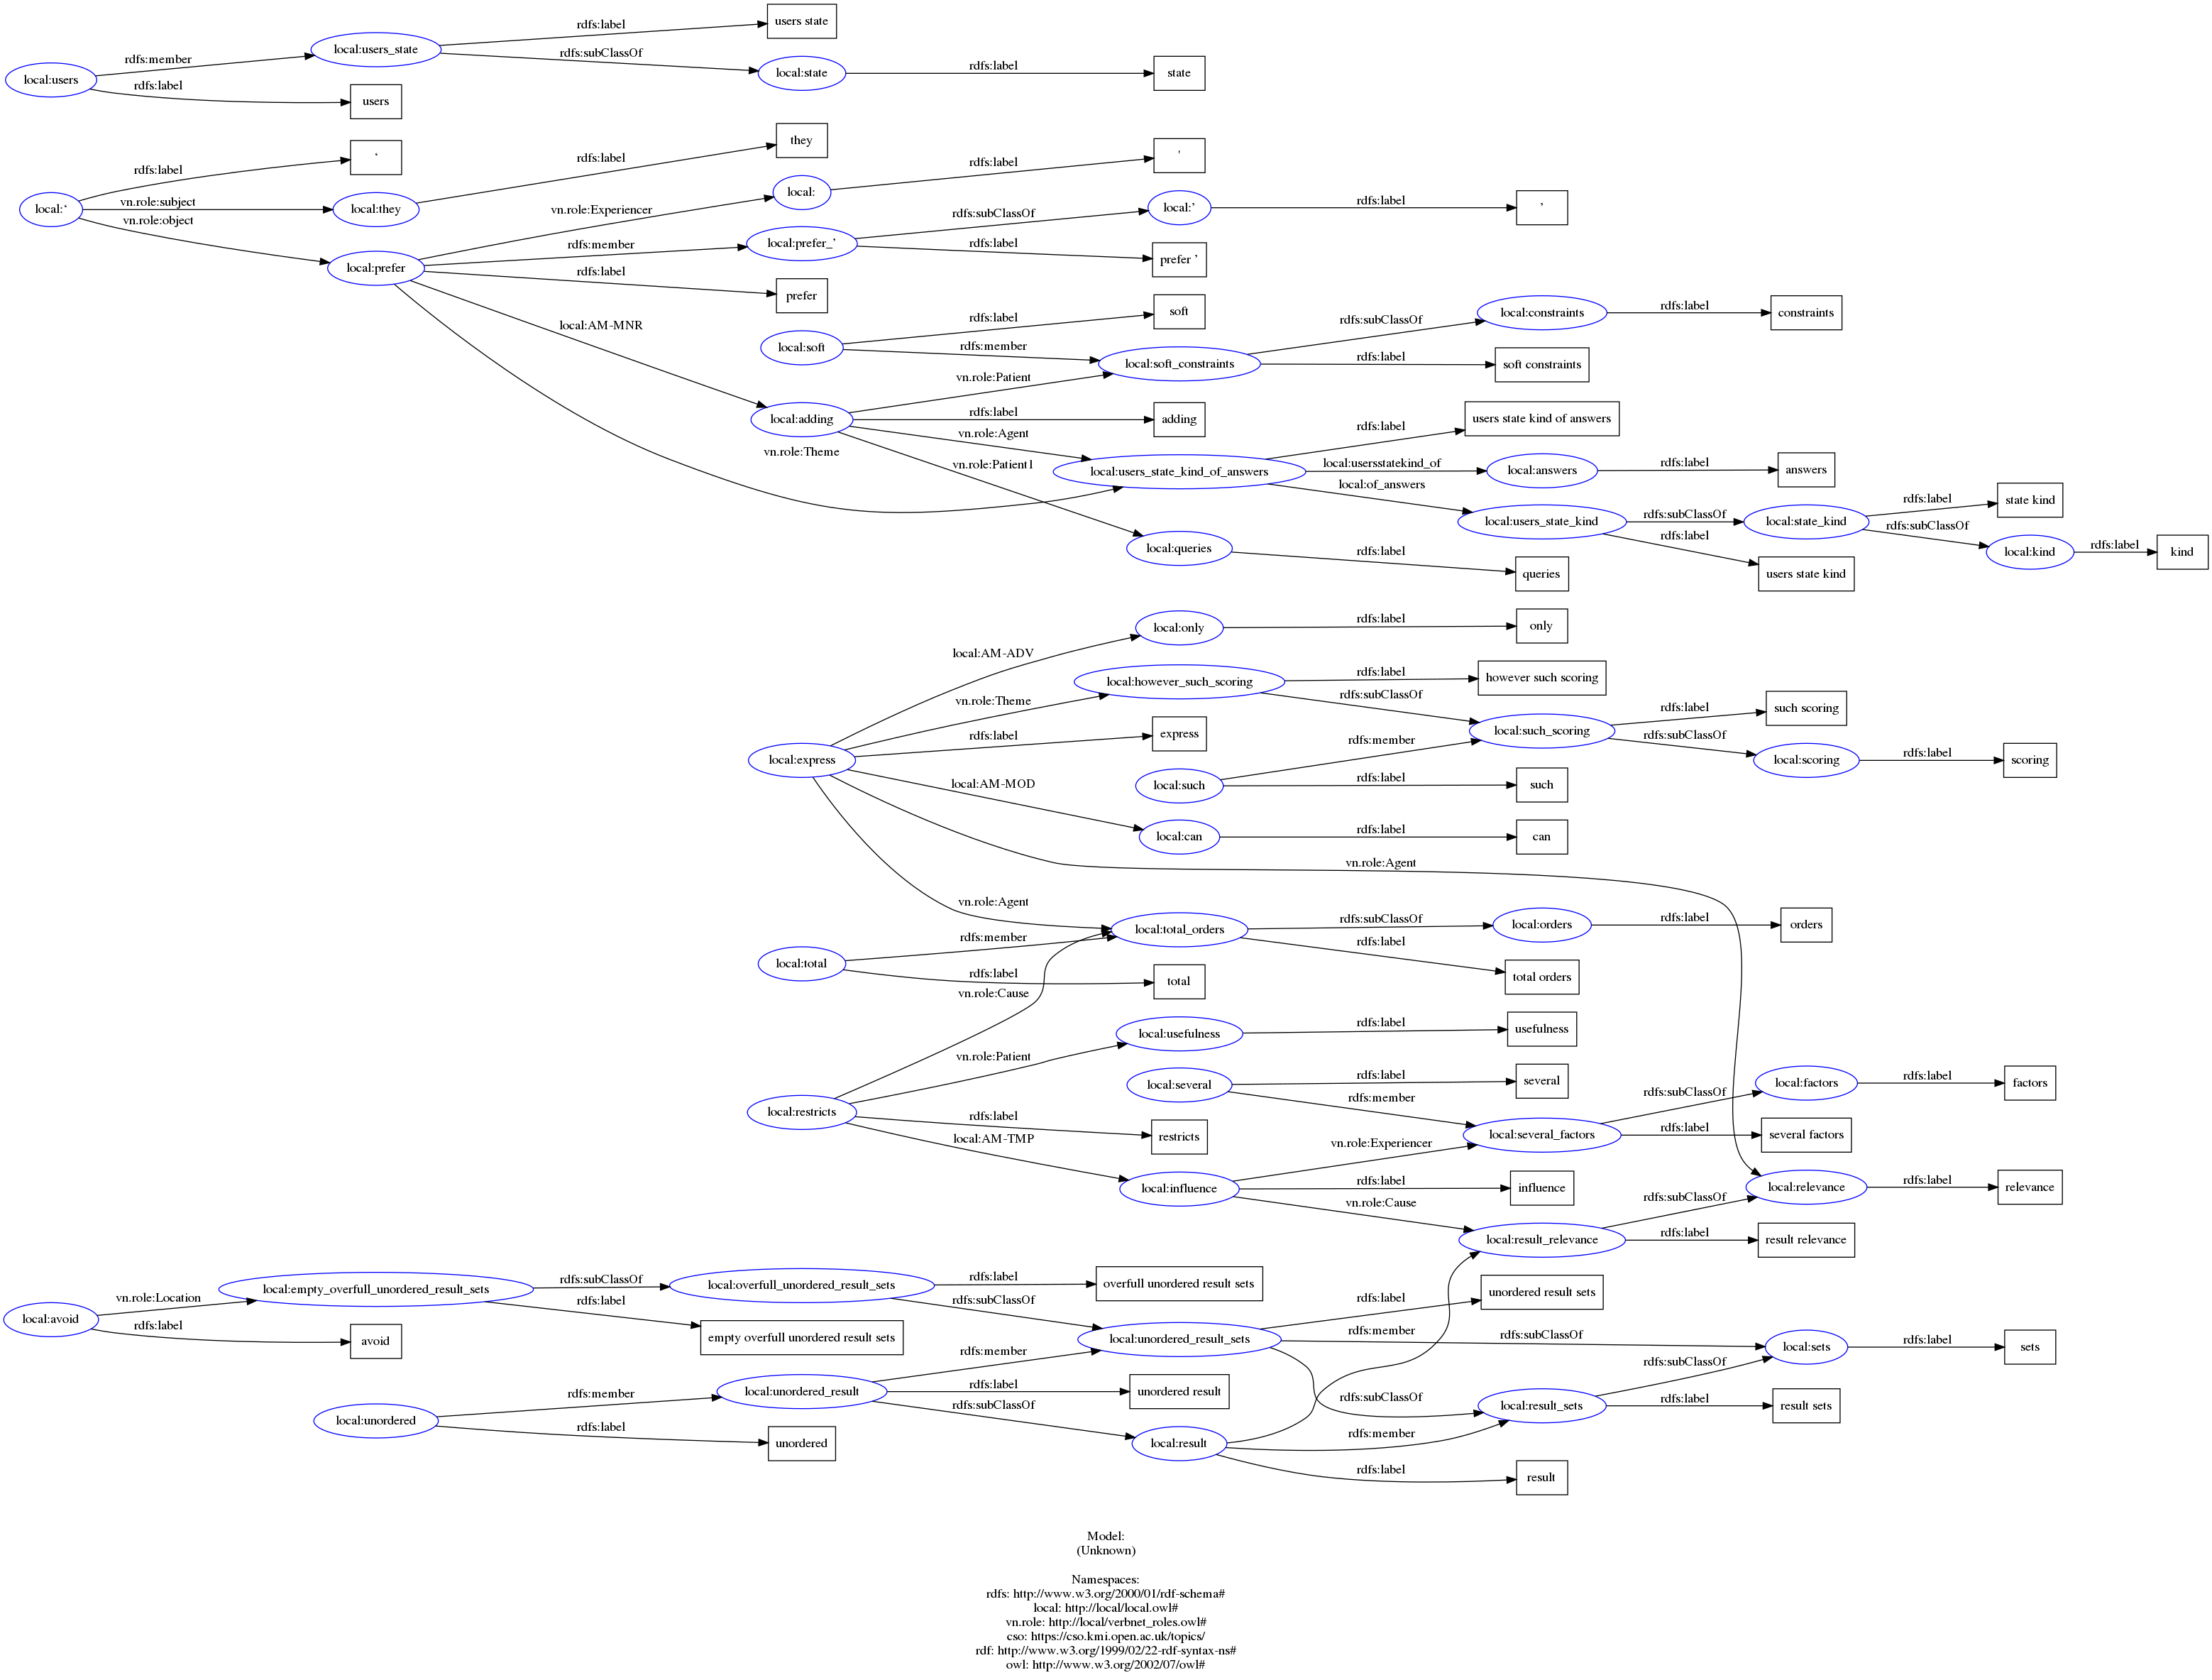 users state
rdfs:label
local:users_state
rdfs:subClassOf
rdfs:member
local:state
rdfs:label
state
local:users
rdfs:label
users
they
rdfs:label
‘
rdfs:label
rdfs:label
'
local:
local:‘
vn.role:subject
local:they
vn.role:Experiencer
vn.role:object
rdfs:subClassOf
local:’
rdfs:label
’
rdfs:member
local:prefer_’
rdfs:label
prefer ’
local:prefer
rdfs:label
prefer
local:AM-MNR
rdfs:label
soft
local:soft
rdfs:member
local:soft_constraints
rdfs:subClassOf
local:constraints
rdfs:label
constraints
rdfs:label
soft constraints
vn.role:Patient
local:adding
rdfs:label
adding
vn.role:Agent
vn.role:Theme
vn.role:Patient1
rdfs:label
users state kind of answers
local:users_state_kind_of_answers
local:usersstatekind_of
local:answers
rdfs:label
answers
local:of_answers
local:users_state_kind
rdfs:subClassOf
local:state_kind
rdfs:label
state kind
rdfs:subClassOf
local:kind
rdfs:label
kind
rdfs:label
users state kind
local:queries
rdfs:label
queries
local:only
rdfs:label
only
local:AM-ADV
local:however_such_scoring
rdfs:label
however such scoring
vn.role:Theme
rdfs:subClassOf
local:such_scoring
rdfs:label
such scoring
rdfs:label
express
rdfs:member
rdfs:subClassOf
local:express
local:scoring
rdfs:label
scoring
local:AM-MOD
local:such
rdfs:label
such
local:can
rdfs:label
can
vn.role:Agent
vn.role:Agent
local:total_orders
rdfs:subClassOf
local:orders
rdfs:label
orders
rdfs:member
rdfs:label
total orders
local:total
rdfs:label
total
vn.role:Cause
local:usefulness
rdfs:label
usefulness
vn.role:Patient
local:several
rdfs:label
several
rdfs:member
rdfs:subClassOf
local:factors
rdfs:label
factors
local:restricts
rdfs:label
restricts
local:several_factors
rdfs:label
several factors
local:AM-TMP
vn.role:Experiencer
local:influence
rdfs:label
influence
vn.role:Cause
rdfs:subClassOf
local:relevance
rdfs:label
relevance
local:result_relevance
rdfs:label
result relevance
local:avoid
vn.role:Location
local:empty_overfull_unordered_result_sets
rdfs:subClassOf
local:overfull_unordered_result_sets
rdfs:label
overfull unordered result sets
rdfs:label
empty overfull unordered result sets
rdfs:label
avoid
rdfs:subClassOf
rdfs:label
unordered result sets
local:unordered_result_sets
rdfs:member
rdfs:subClassOf
local:sets
rdfs:label
sets
rdfs:member
rdfs:subClassOf
rdfs:subClassOf
local:unordered
rdfs:member
local:unordered_result
rdfs:label
unordered result
rdfs:subClassOf
local:result_sets
rdfs:label
result sets
rdfs:label
unordered
local:result
rdfs:member
rdfs:label
result
Model:
(Unknown)
Namespaces:
rdfs: http://www.w3.org/2000/01/rdf-schema#
local: http://local/local.owl#
vn.role: http://local/verbnet_roles.owl#
cso: https://cso.kmi.open.ac.uk/topics/
rdf: http://www.w3.org/1999/02/22-rdf-syntax-ns#
owl: http://www.w3.org/2002/07/owl#